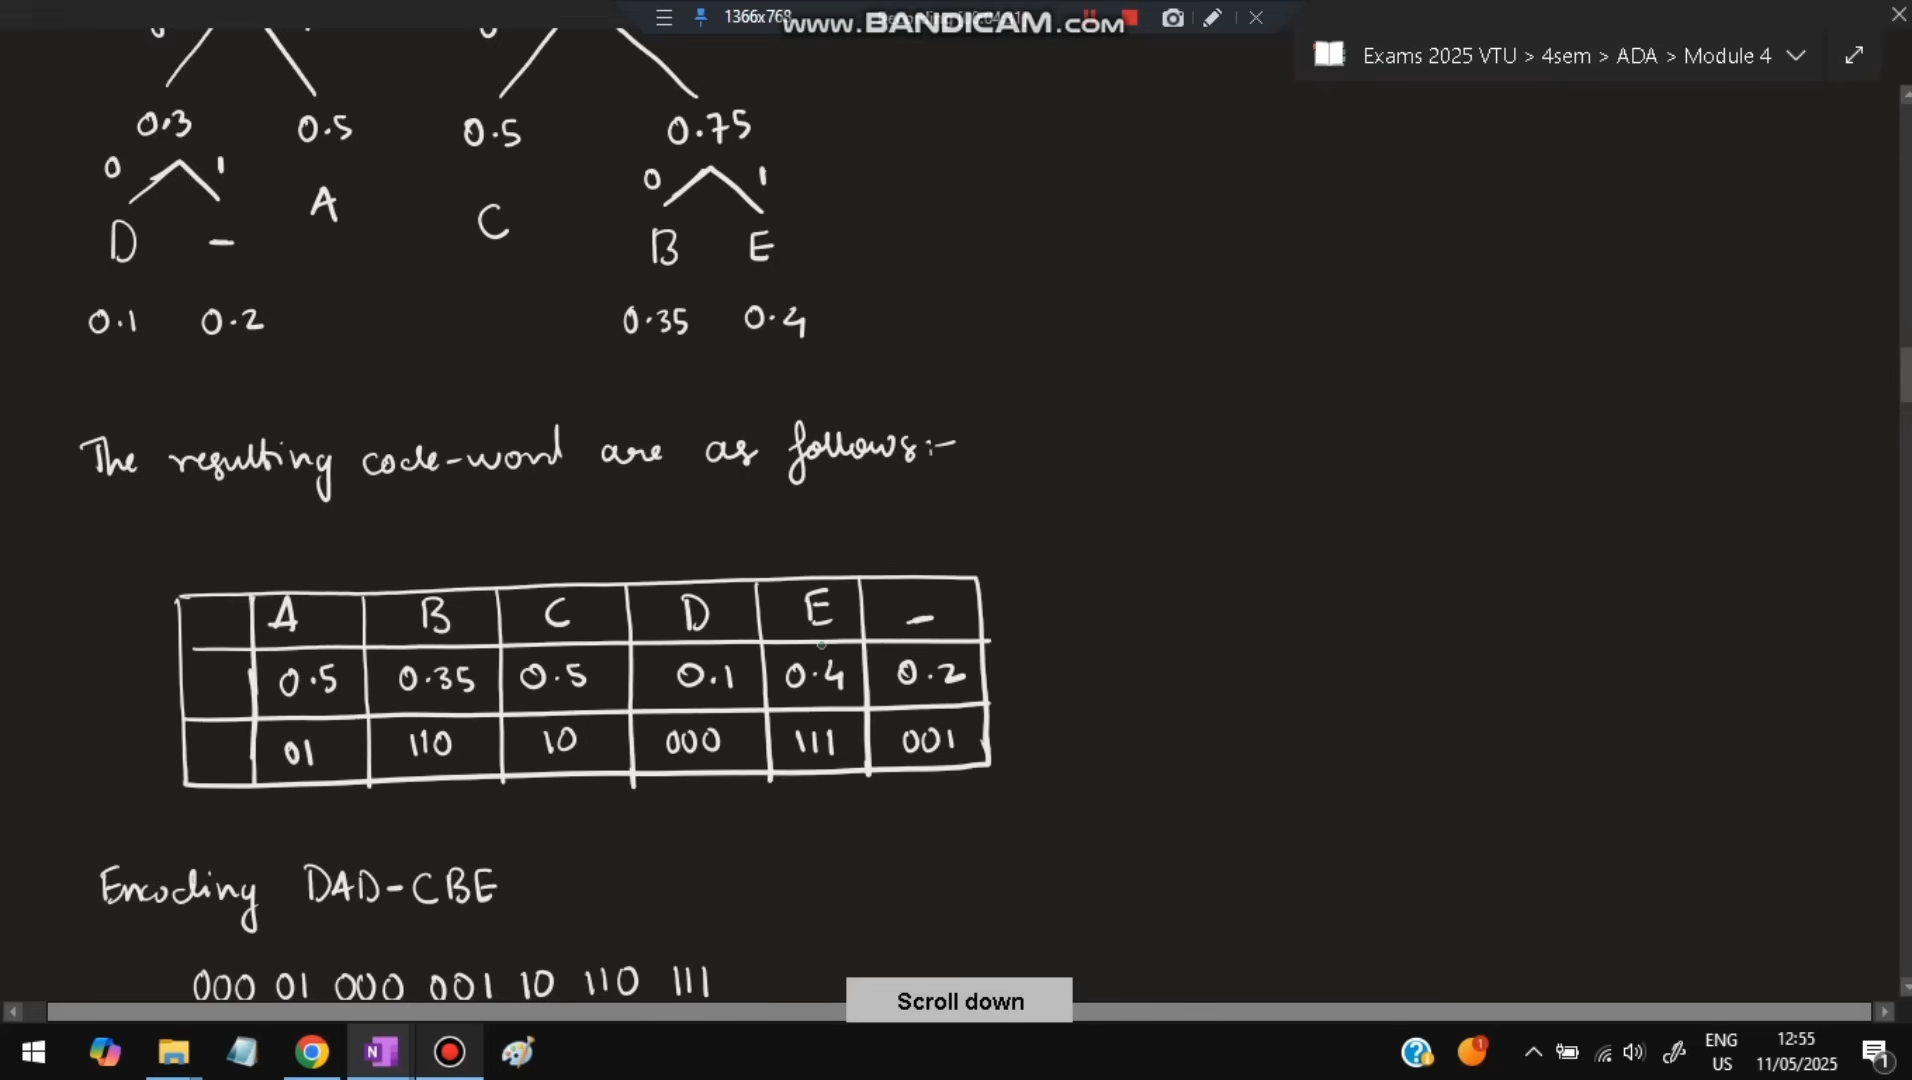 1366x768
www.BANDICAM.com
Exams 2025 VTU > 4sem > ADA > Module 4
0.3 0.5 0.5 0.75
0 1 0 1
A C
D - B E
0.1 0.2 0.35 0.4
The resulting code-word are as follows:-
A B C D E -
0.5 0.35 0.5 0.1 0.4 0.2
01 110 10 000 111 001
Encoding DAD-CBE
000 01 000 001 10 110 111
Scroll down
N
1
ENG
US
12:55
11/05/2025
1